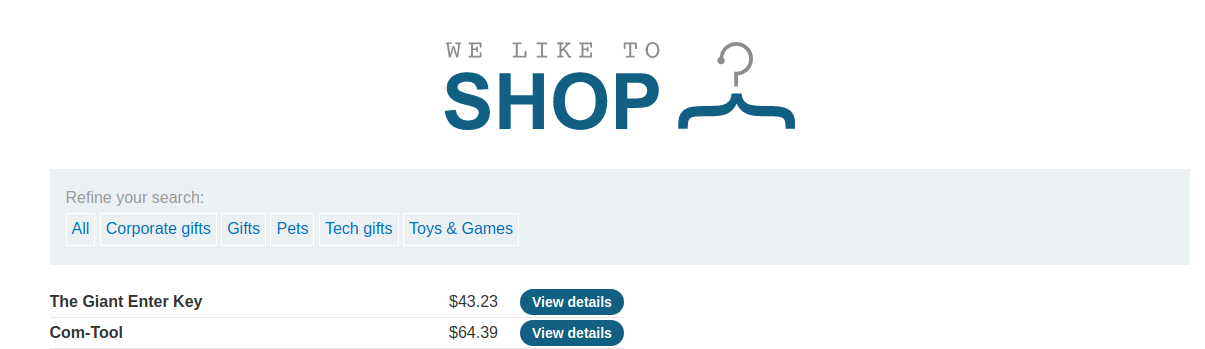 WE LIKE TO
SHOP
Refine your search:
All Corporate gifts Gifts Pets Tech gifts Toys & Games
The Giant Enter Key $43.23 View details
Com-Tool $64.39 View details